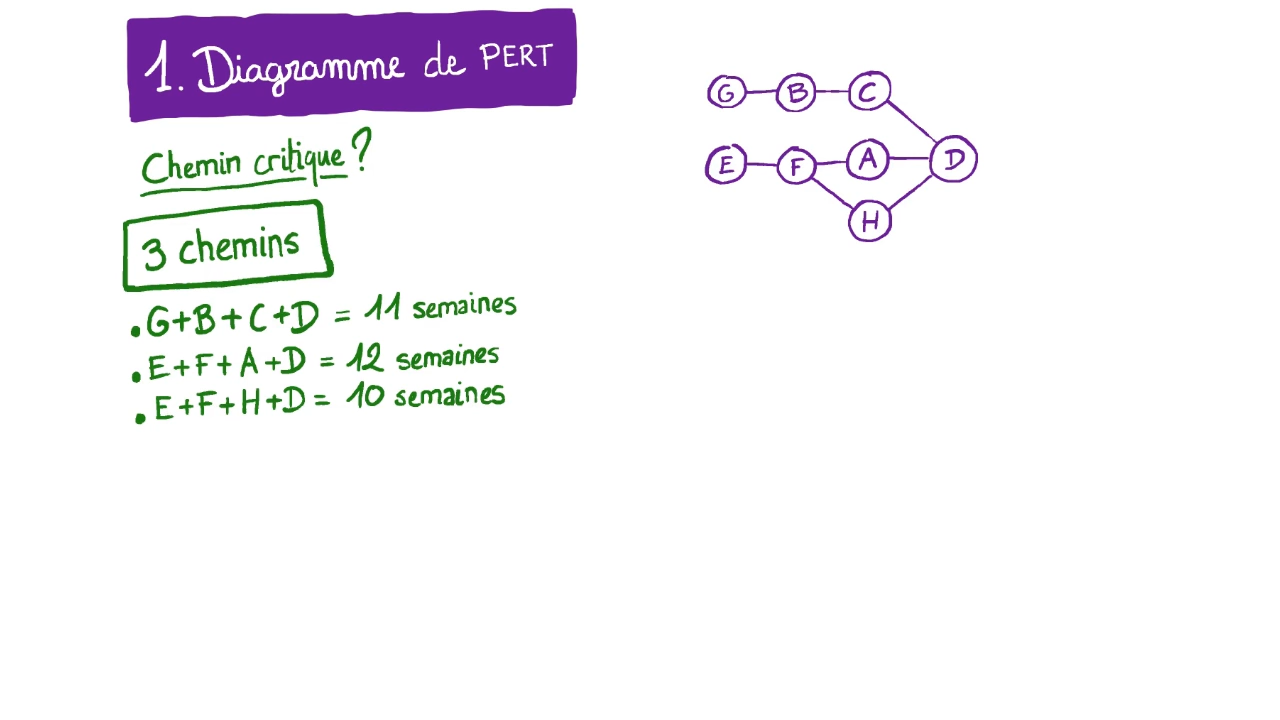 1. Diagramme de PERT
Chemin critique ?
3 chemins
• G+B+C+D = 11 semaines
• E+F+A+D = 12 semaines
• E+F+H+D = 10 semaines
G B C
E F A D
H